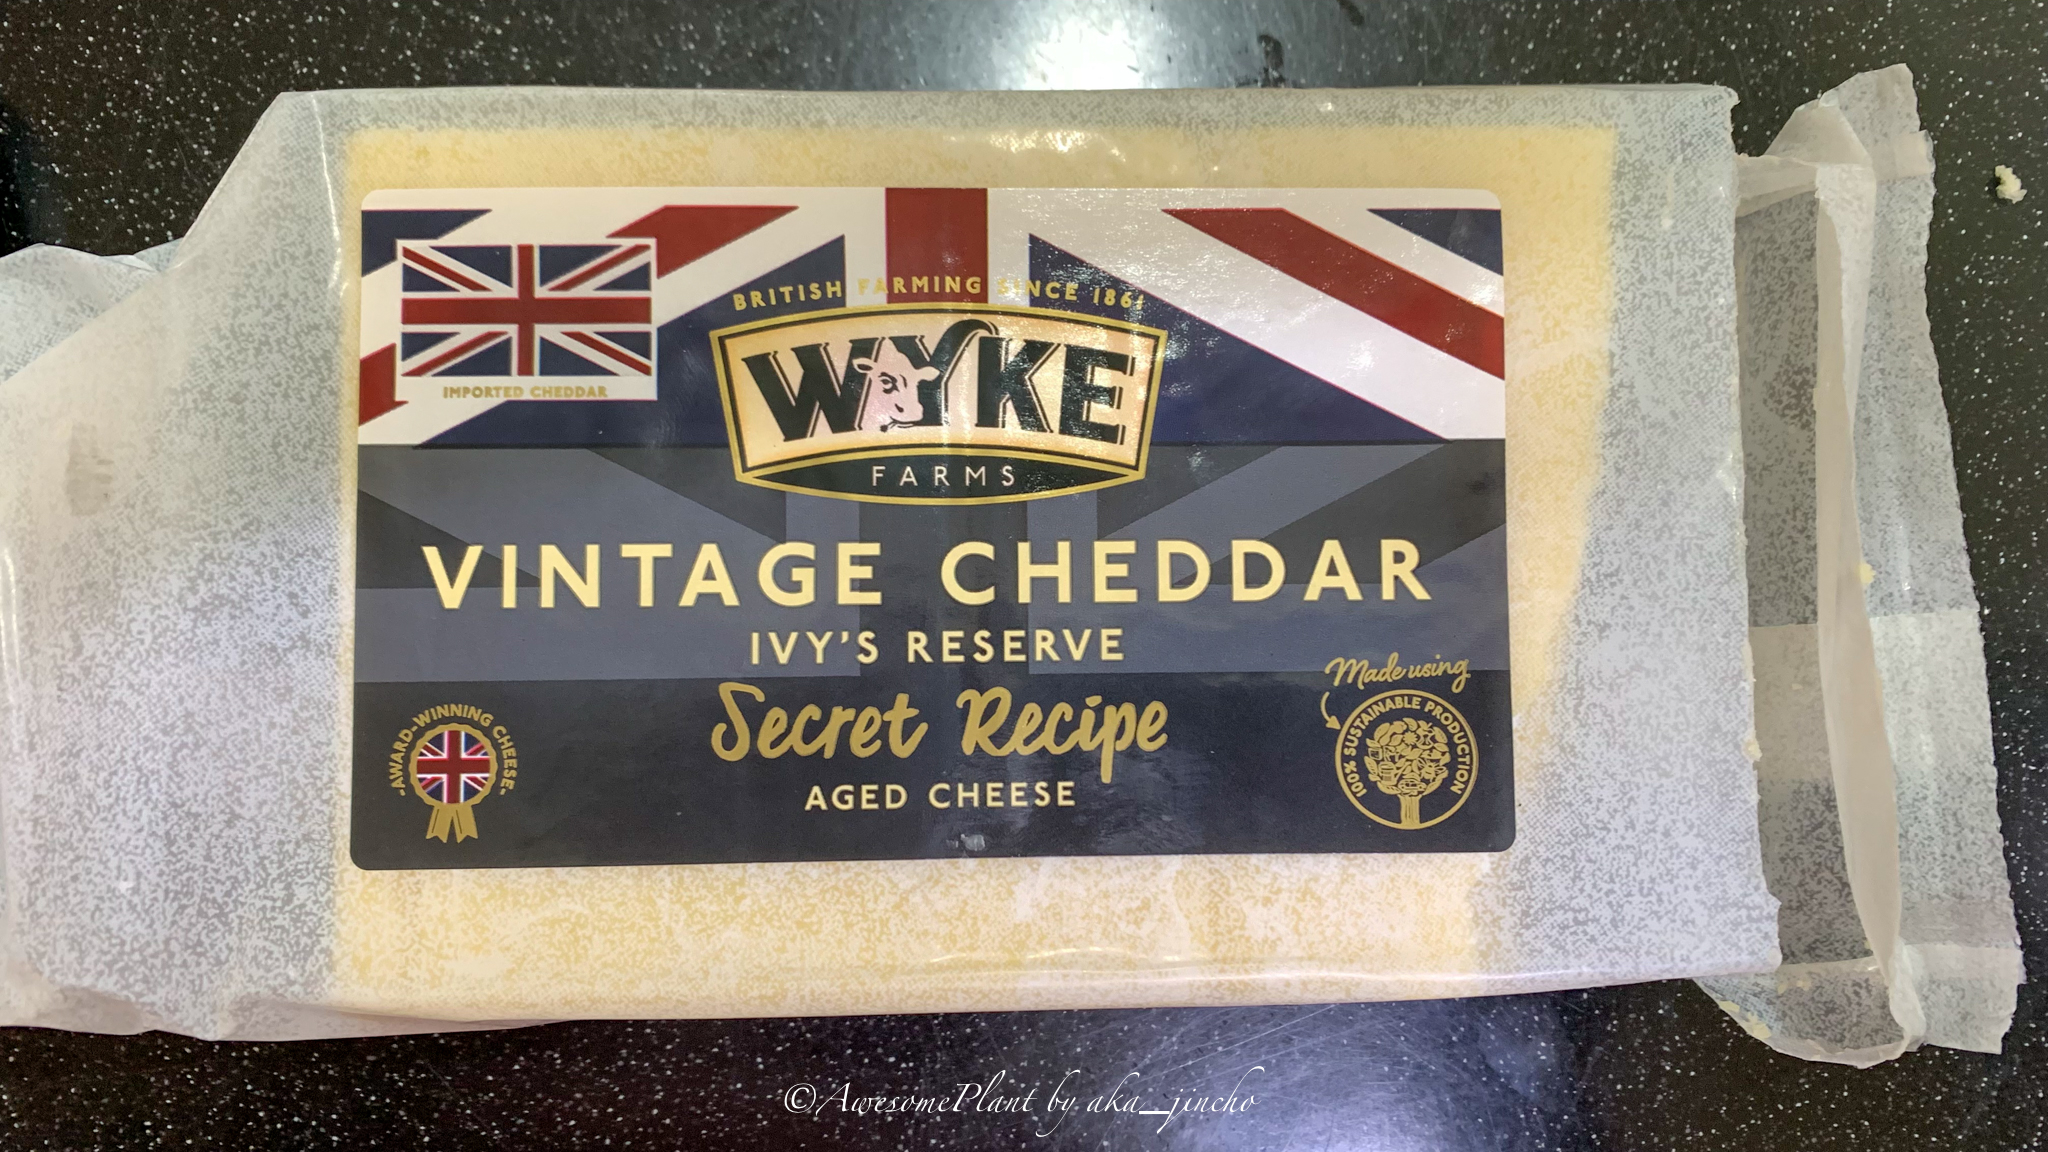 BRITISH FARMING SINCE 1861
WYKE
FARMS
IMPORTED CHEDDAR
VINTAGE CHEDDAR
IVY'S RESERVE
Secret Recipe
AGED CHEESE
-AWARD-WINNING CHEESE-
Made using
100% SUSTAINABLE PRODUCTION
©AwesomePlant by aka_jincho